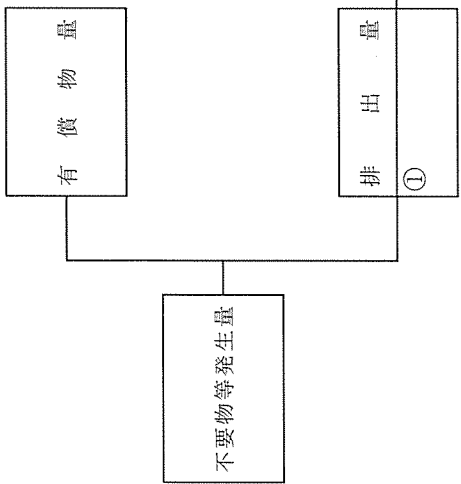 不要物等発生量
有償物量
排出量
①